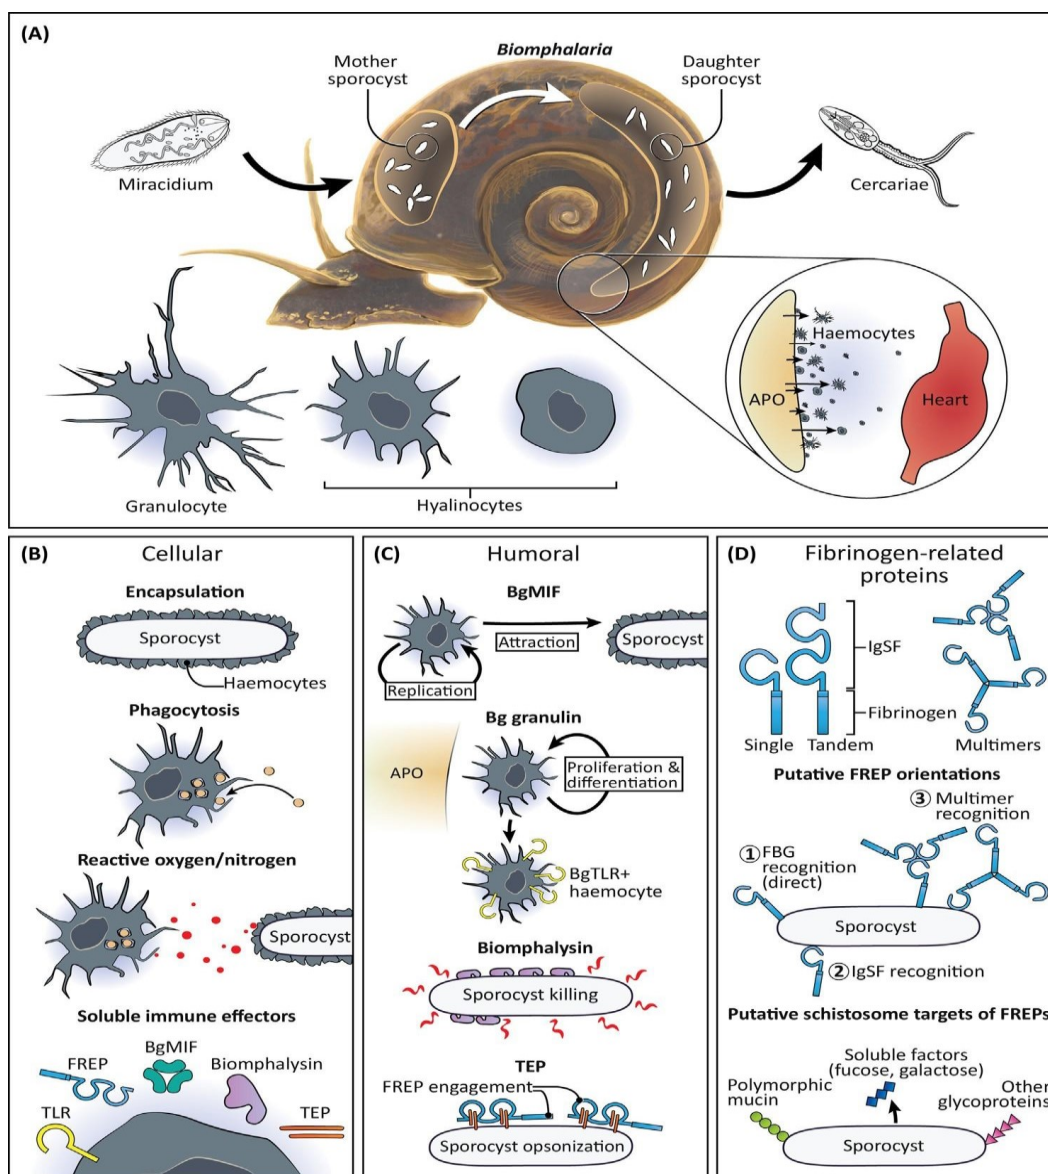 (A)
Biomphalaria
Mother
sporocyst
Daughter
sporocyst
Miracidium
Cercariae
Haemocytes
APO
Heart
Granulocyte
Hyalinocytes
(B)
Cellular
Encapsulation
Sporocyst
Haemocytes
Phagocytosis
Reactive oxygen/nitrogen
Sporocyst
Soluble immune effectors
BgMIF
FREP
Biomphalysin
TLR
TEP
(C)
Humoral
BgMIF
Attraction
Sporocyst
Replication
Bg granulin
APO
Proliferation &
differentiation
BgTLR+
haemocyte
Biomphalysin
Sporocyst killing
TEP
FREP engagement
Sporocyst opsonization
(D)
Fibrinogen-related
proteins
IgSF
Fibrinogen
Single
Tandem
Multimers
Putative FREP orientations
③ Multimer
recognition
① FBG
recognition
(direct)
Sporocyst
② IgSF recognition
Putative schistosome targets of FREPs
Soluble factors
(fucose, galactose)
Polymorphic
mucin
Other
glycoproteins
Sporocyst